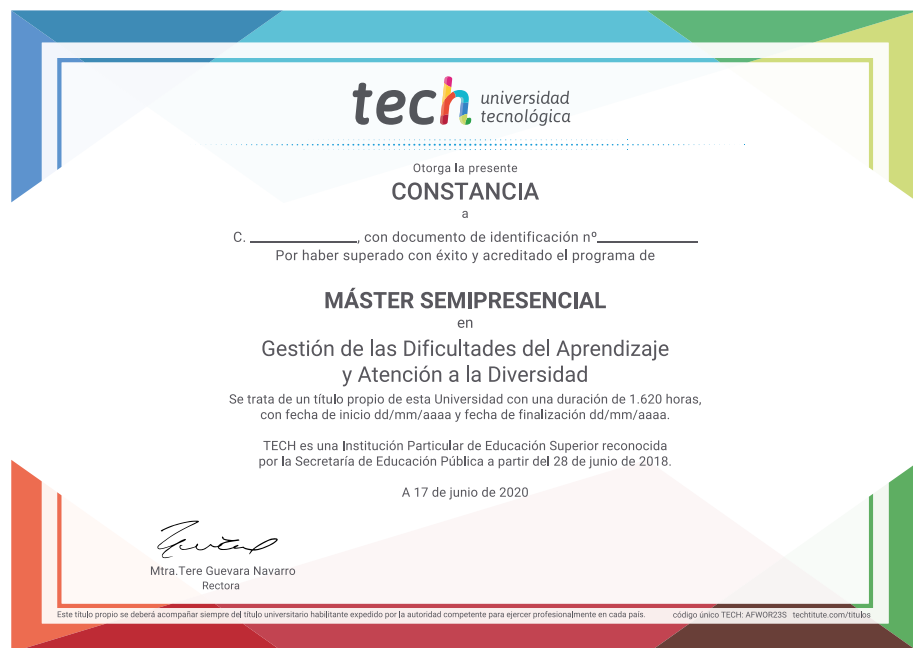 tech universidad
tecnológica
Otorga la presente
CONSTANCIA
a
C. ____________, con documento de identificación nº____________
Por haber superado con éxito y acreditado el programa de
MÁSTER SEMIPRESENCIAL
en
Gestión de las Dificultades del Aprendizaje
y Atención a la Diversidad
Se trata de un título propio de esta Universidad con una duración de 1.620 horas,
con fecha de inicio dd/mm/aaaa y fecha de finalización dd/mm/aaaa.
TECH es una Institución Particular de Educación Superior reconocida
por la Secretaría de Educación Pública a partir del 28 de junio de 2018.
A 17 de junio de 2020
Mtra.Tere Guevara Navarro
Rectora
Este título propio se deberá acompañar siempre del título universitario habilitante expedido por la autoridad competente para ejercer profesionalmente en cada país. código único TECH: AFWOR23S techtitute.com/titulos